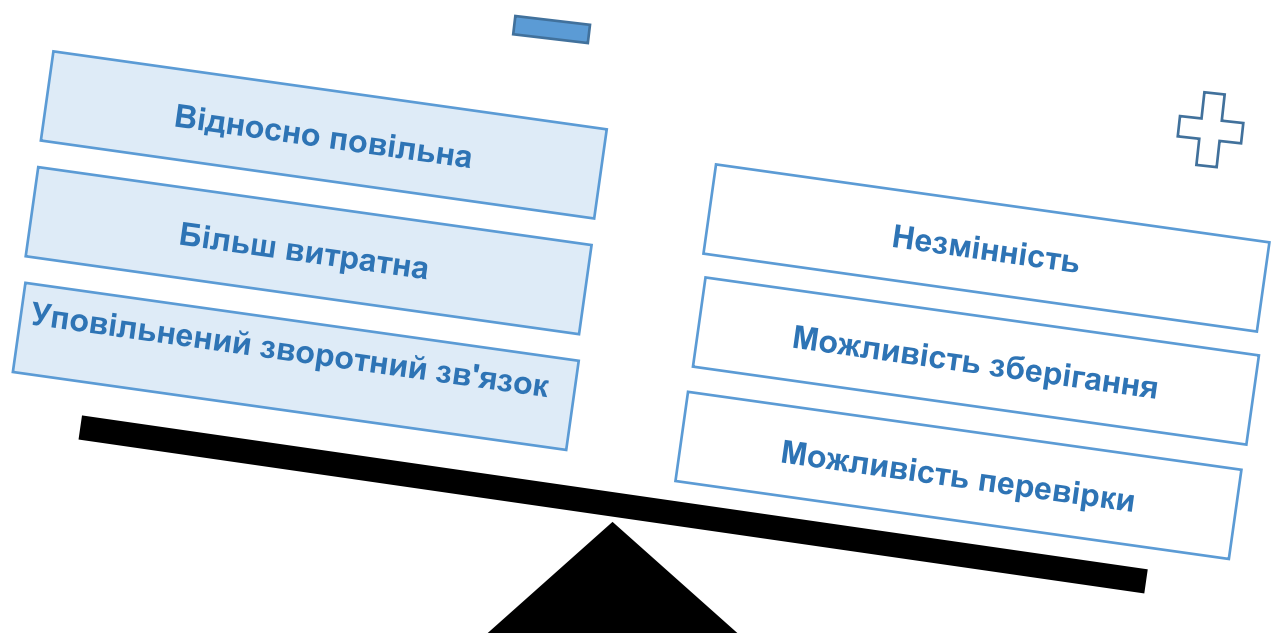 Відносно повільна
Більш витратна
Уповільнений зворотний зв'язок
Незмінність
Можливість зберігання
Можливість перевірки